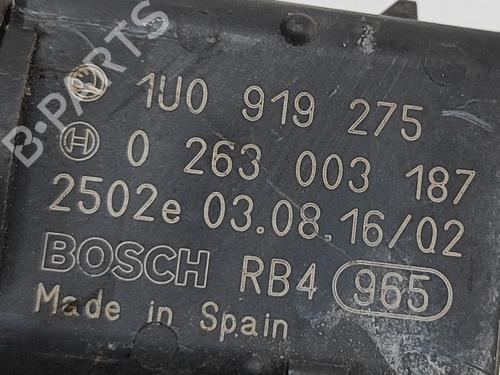 B-PARTS
1U0 919 275
0 263 003 187
2502e 03.08.16/02
BOSCH RB4 965
Made in Spain